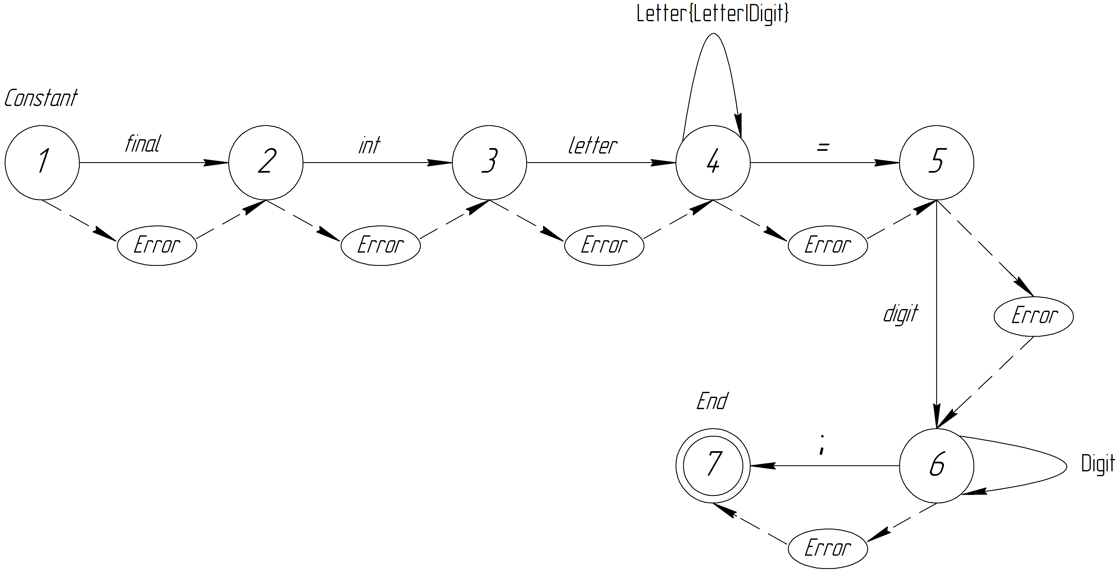 Letter{Letter|Digit}
Constant
1
final
2
int
3
letter
4
=
5
Error
Error
Error
Error
digit
Error
End
7
;
6
Digit
Error